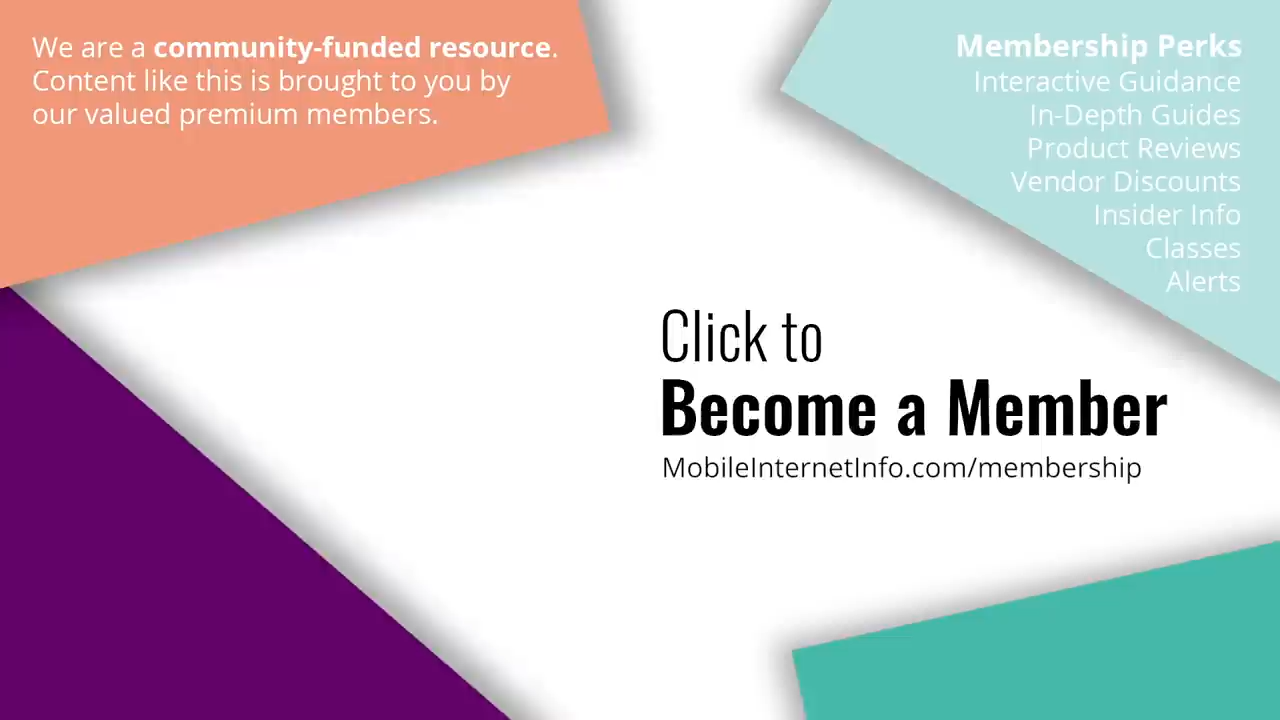 We are a community-funded resource.
Content like this is brought to you by
our valued premium members.
Membership Perks
Interactive Guidance
In-Depth Guides
Product Reviews
Vendor Discounts
Insider Info
Classes
Alerts
Click to
Become a Member
MobileInternetInfo.com/membership